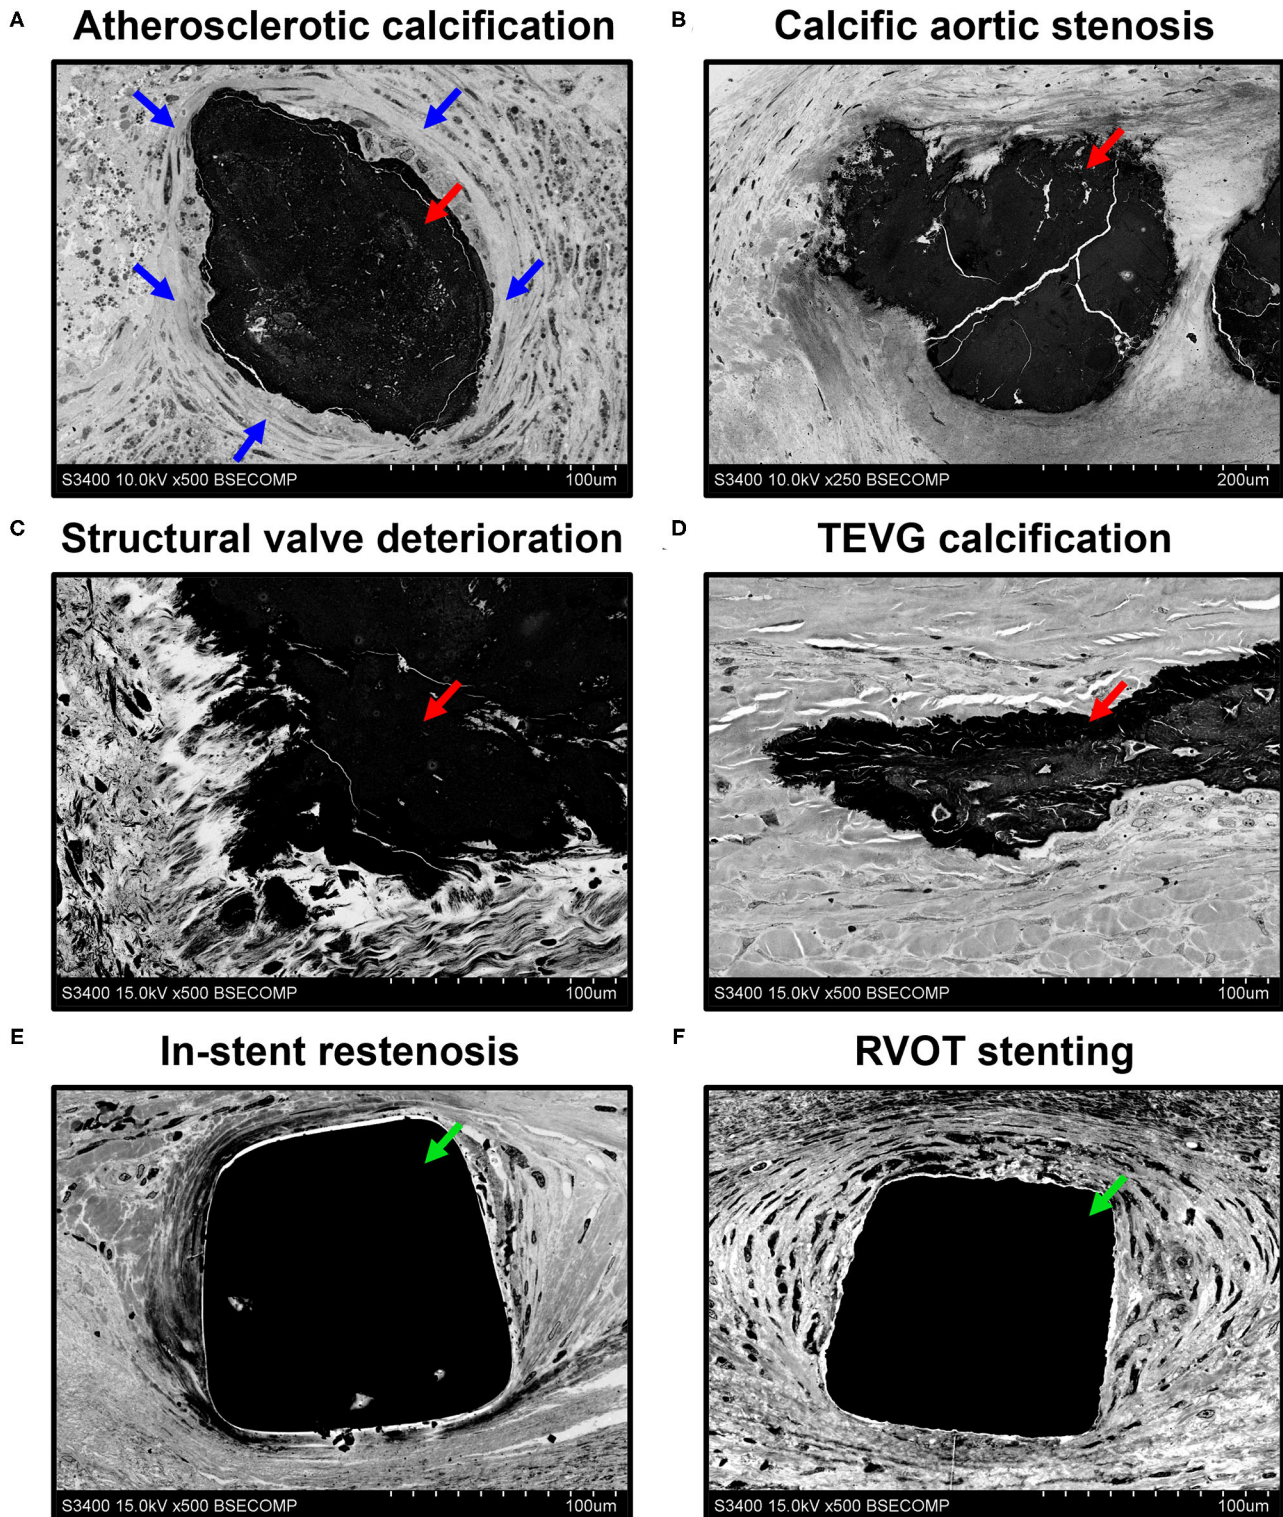 A Atherosclerotic calcification
B Calcific aortic stenosis
S3400 10.0kV x500 BSECOMP 100um
S3400 10.0kV x250 BSECOMP 200um
C Structural valve deterioration
D TEVG calcification
S3400 15.0kV x500 BSECOMP 100um
S3400 15.0kV x500 BSECOMP 100um
E In-stent restenosis
F RVOT stenting
S3400 15.0kV x500 BSECOMP 100um
S3400 15.0kV x500 BSECOMP 100um